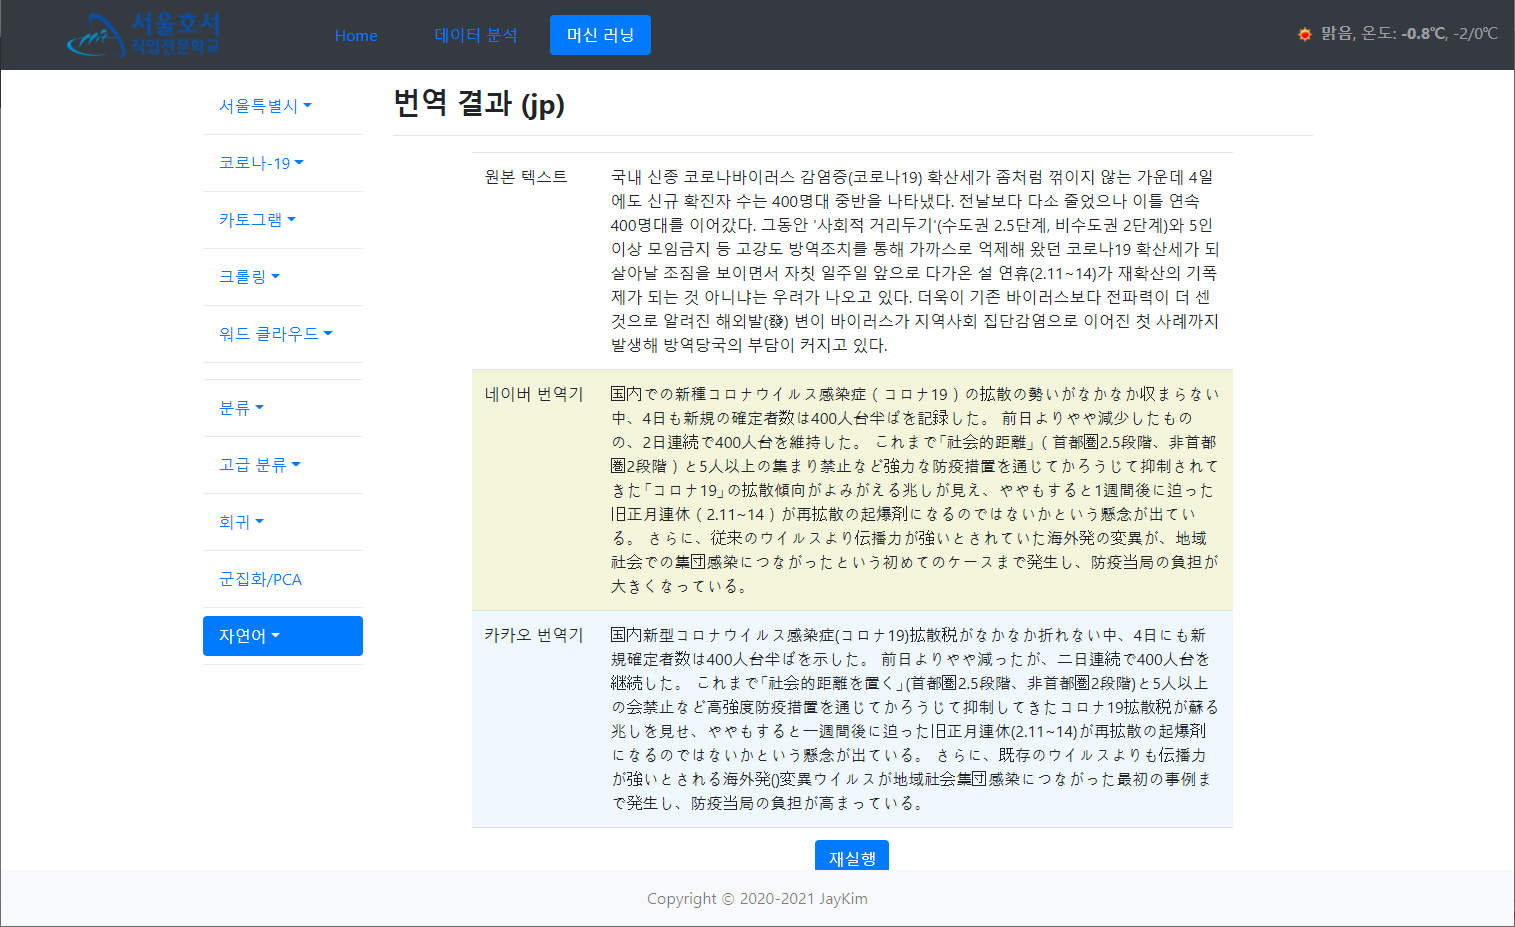 서울호서
직업전문학교
Home
데이터 분석
머신 러닝
맑음, 온도: -0.8℃, -2/0℃
서울특별시
코로나-19
카토그램
크롤링
워드 클라우드
분류
고급 분류
회귀
군집화/PCA
자연어
번역 결과 (jp)
원본 텍스트
국내 신종 코로나바이러스 감염증(코로나19) 확산세가 좀처럼 꺾이지 않는 가운데 4일
에도 신규 확진자 수는 400명대 중반을 나타냈다. 전날보다 다소 줄었으나 이틀 연속
400명대를 이어갔다. 그동안 '사회적 거리두기'(수도권 2.5단계, 비수도권 2단계)와 5인
이상 모임금지 등 고강도 방역조치를 통해 가까스로 억제해 왔던 코로나19 확산세가 되
살아날 조짐을 보이면서 자칫 일주일 앞으로 다가온 설 연휴(2.11~14)가 재확산의 기폭
제가 되는 것 아니냐는 우려가 나오고 있다. 더욱이 기존 바이러스보다 전파력이 더 센
것으로 알려진 해외발(發) 변이 바이러스가 지역사회 집단감염으로 이어진 첫 사례까지
발생해 방역당국의 부담이 커지고 있다.
네이버 번역기
国内での新種コロナウイルス感染症 ( コロナ19 ) の拡散の勢いがなかなか収まらない
中、4日も新規の確定者数は400人台半ばを記録した。 前日よりやや減少したもの
の、2日連続で400人台を維持した。 これまで「社会的距離」( 首都圏2.5段階、非首都
圏2段階 ) と5人以上の集まり禁止など強力な防疫措置を通じてかろうじて抑制されて
きた「コロナ19」の拡散傾向がよみがえる兆しが見え、ややもすると1週間後に迫った
旧正月連休 ( 2.11~14 ) が再拡散の起爆剤になるのではないかという懸念が出てい
る。 さらに、従来のウイルスより伝播力が強いとされていた海外発の変異が、地域
社会での集団感染につながったという初めてのケースまで発生し、防疫当局の負担が
大きくなっている。
카카오 번역기
国内新型コロナウイルス感染症(コロナ19)拡散税がなかなか折れない中、4日にも新
規確定者数は400人台半ばを示した。 前日よりやや減ったが、二日連続で400人台を
継続した。 これまで「社会的距離を置く」(首都圏2.5段階、非首都圏2段階)と5人以上
の会禁止など高強度防疫措置を通じてかろうじて抑制してきたコロナ19拡散税が蘇る
兆しを見せ、ややもすると一週間後に迫った旧正月連休(2.11~14)が再拡散の起爆剤
になるのではないかという懸念が出ている。 さらに、既存のウイルスよりも伝播力
が強いとされる海外発()変異ウイルスが地域社会集団感染につながった最初の事例ま
で発生し、防疫当局の負担が高まっている。
재실행
Copyright © 2020-2021 JayKim